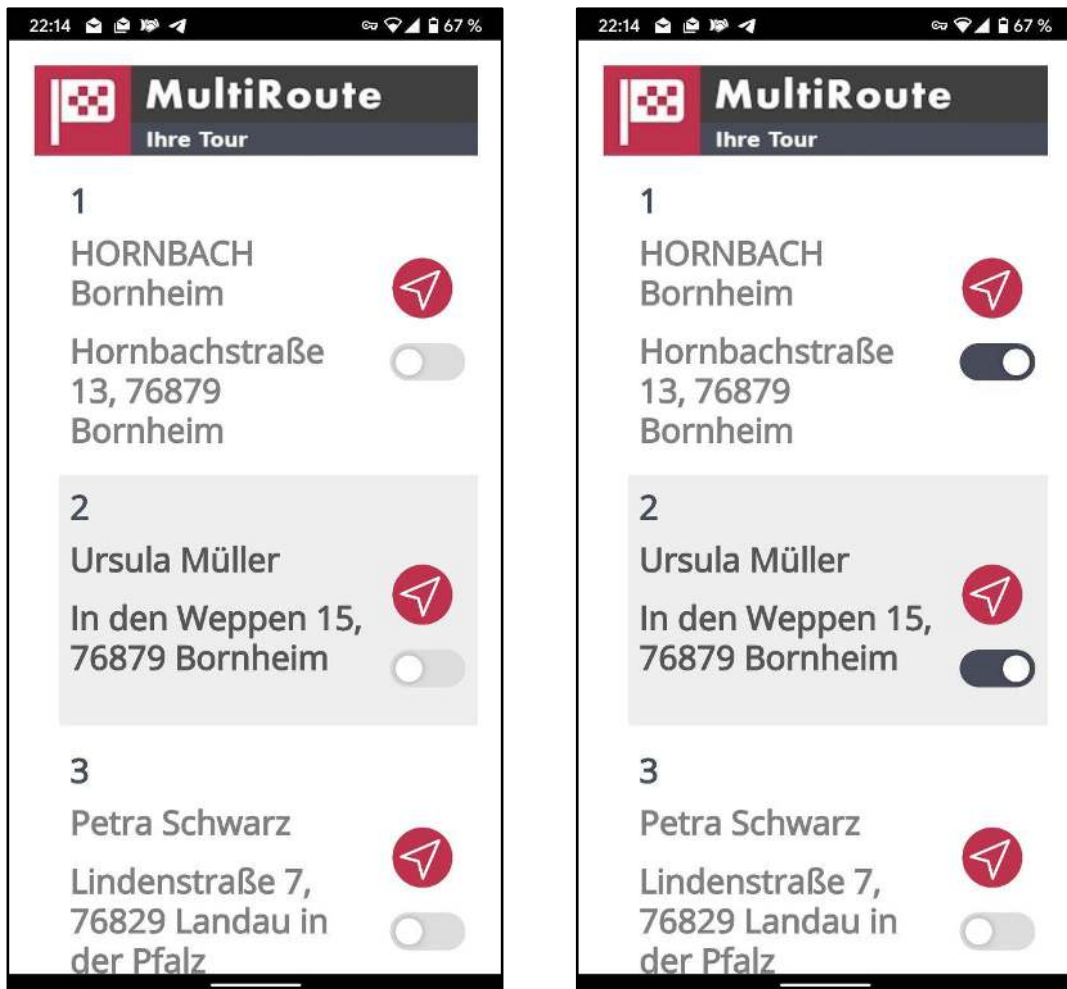 22:14 67 %
MultiRoute
Ihre Tour
1
HORNBACH
Bornheim
Hornbachstraße
13, 76879
Bornheim
2
Ursula Müller
In den Weppen 15,
76879 Bornheim
3
Petra Schwarz
Lindenstraße 7,
76829 Landau in
der Pfalz
22:14 67 %
MultiRoute
Ihre Tour
1
HORNBACH
Bornheim
Hornbachstraße
13, 76879
Bornheim
2
Ursula Müller
In den Weppen 15,
76879 Bornheim
3
Petra Schwarz
Lindenstraße 7,
76829 Landau in
der Pfalz